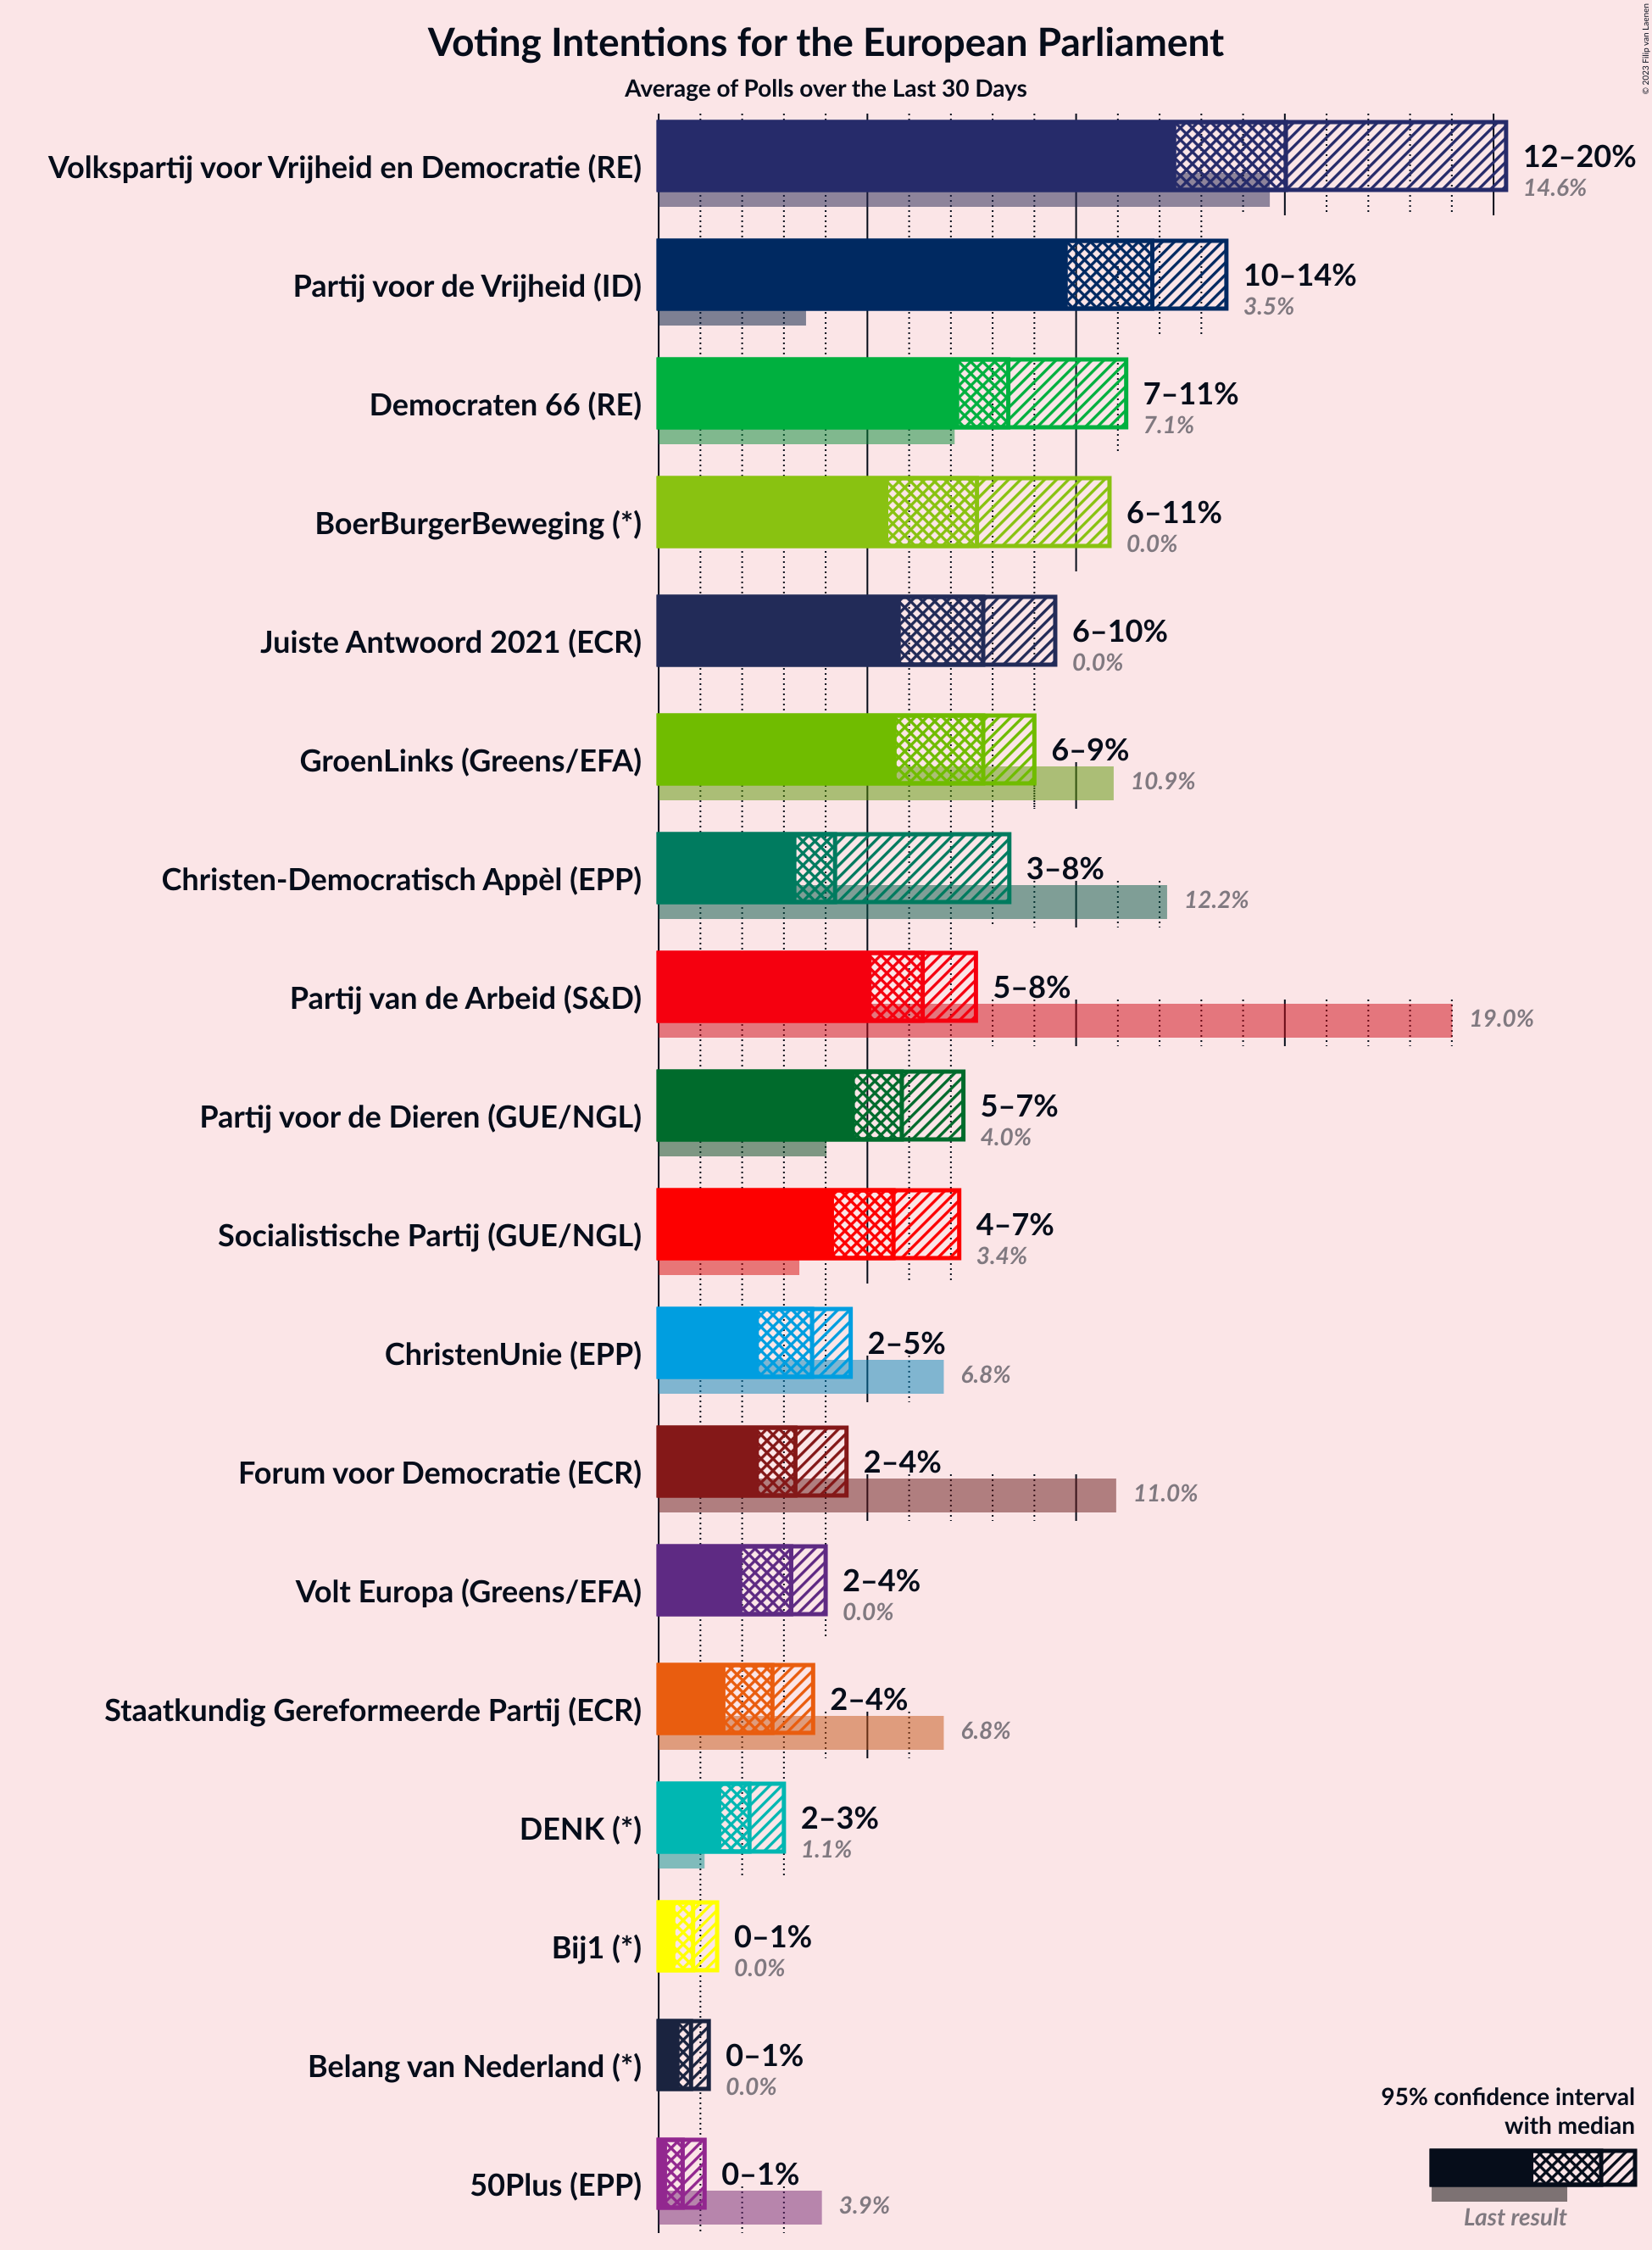 © 2023 Filip van Laenen
Voting Intentions for the European Parliament
Average of Polls over the Last 30 Days
Volkspartij voor Vrijheid en Democratie (RE)
12–20%
14.6%
Partij voor de Vrijheid (ID)
10–14%
3.5%
Democraten 66 (RE)
7–11%
7.1%
BoerBurgerBeweging (*)
6–11%
0.0%
Juiste Antwoord 2021 (ECR)
6–10%
0.0%
GroenLinks (Greens/EFA)
6–9%
10.9%
Christen-Democratisch Appèl (EPP)
3–8%
12.2%
Partij van de Arbeid (S&D)
5–8%
19.0%
Partij voor de Dieren (GUE/NGL)
5–7%
4.0%
Socialistische Partij (GUE/NGL)
4–7%
3.4%
ChristenUnie (EPP)
2–5%
6.8%
Forum voor Democratie (ECR)
2–4%
11.0%
Volt Europa (Greens/EFA)
2–4%
0.0%
Staatkundig Gereformeerde Partij (ECR)
2–4%
6.8%
DENK (*)
2–3%
1.1%
Bij1 (*)
0–1%
0.0%
Belang van Nederland (*)
0–1%
0.0%
50Plus (EPP)
0–1%
3.9%
95% confidence interval
with median
Last result